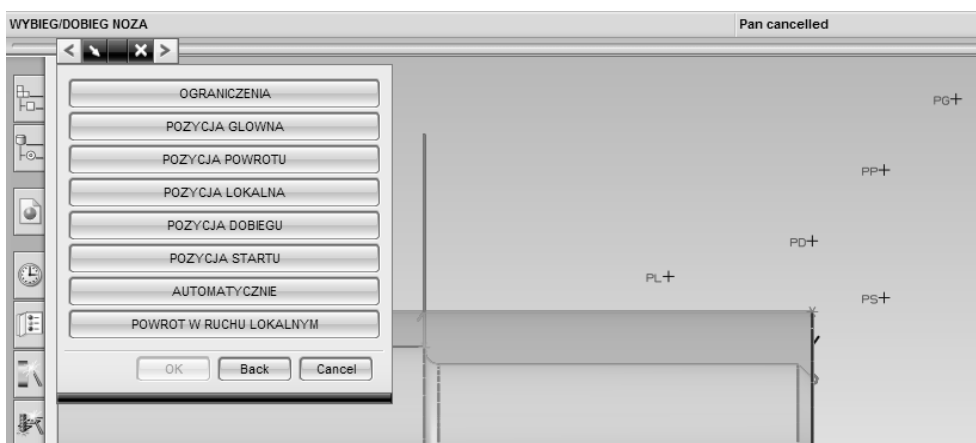 WYBIEG/DOBIEG NOZA
Pan cancelled
OGRANICZENIA
POZYCJA GLOWNA
POZYCJA POWROTU
POZYCJA LOKALNA
POZYCJA DOBIEGU
POZYCJA STARTU
AUTOMATYCZNIE
POWROT W RUCHU LOKALNYM
OK Back Cancel
PG+
PP+
PD+
PL+
PS+